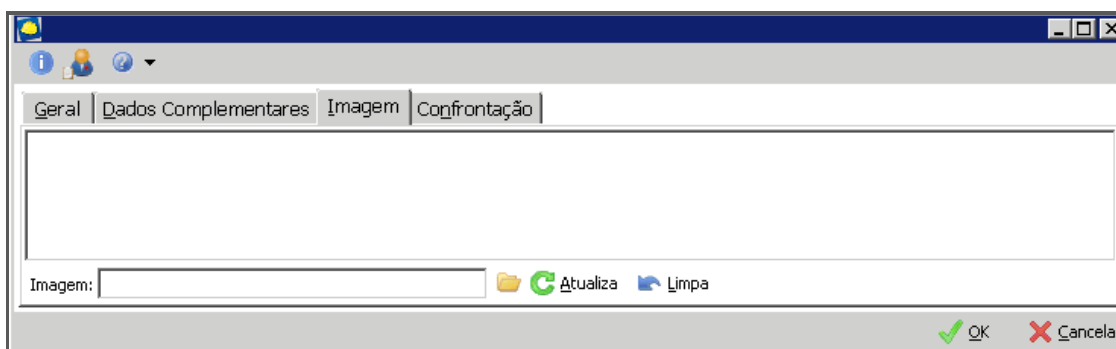 Geral Dados Complementares Imagem Confrontação
Imagem: Atualiza Limpa
OK Cancela